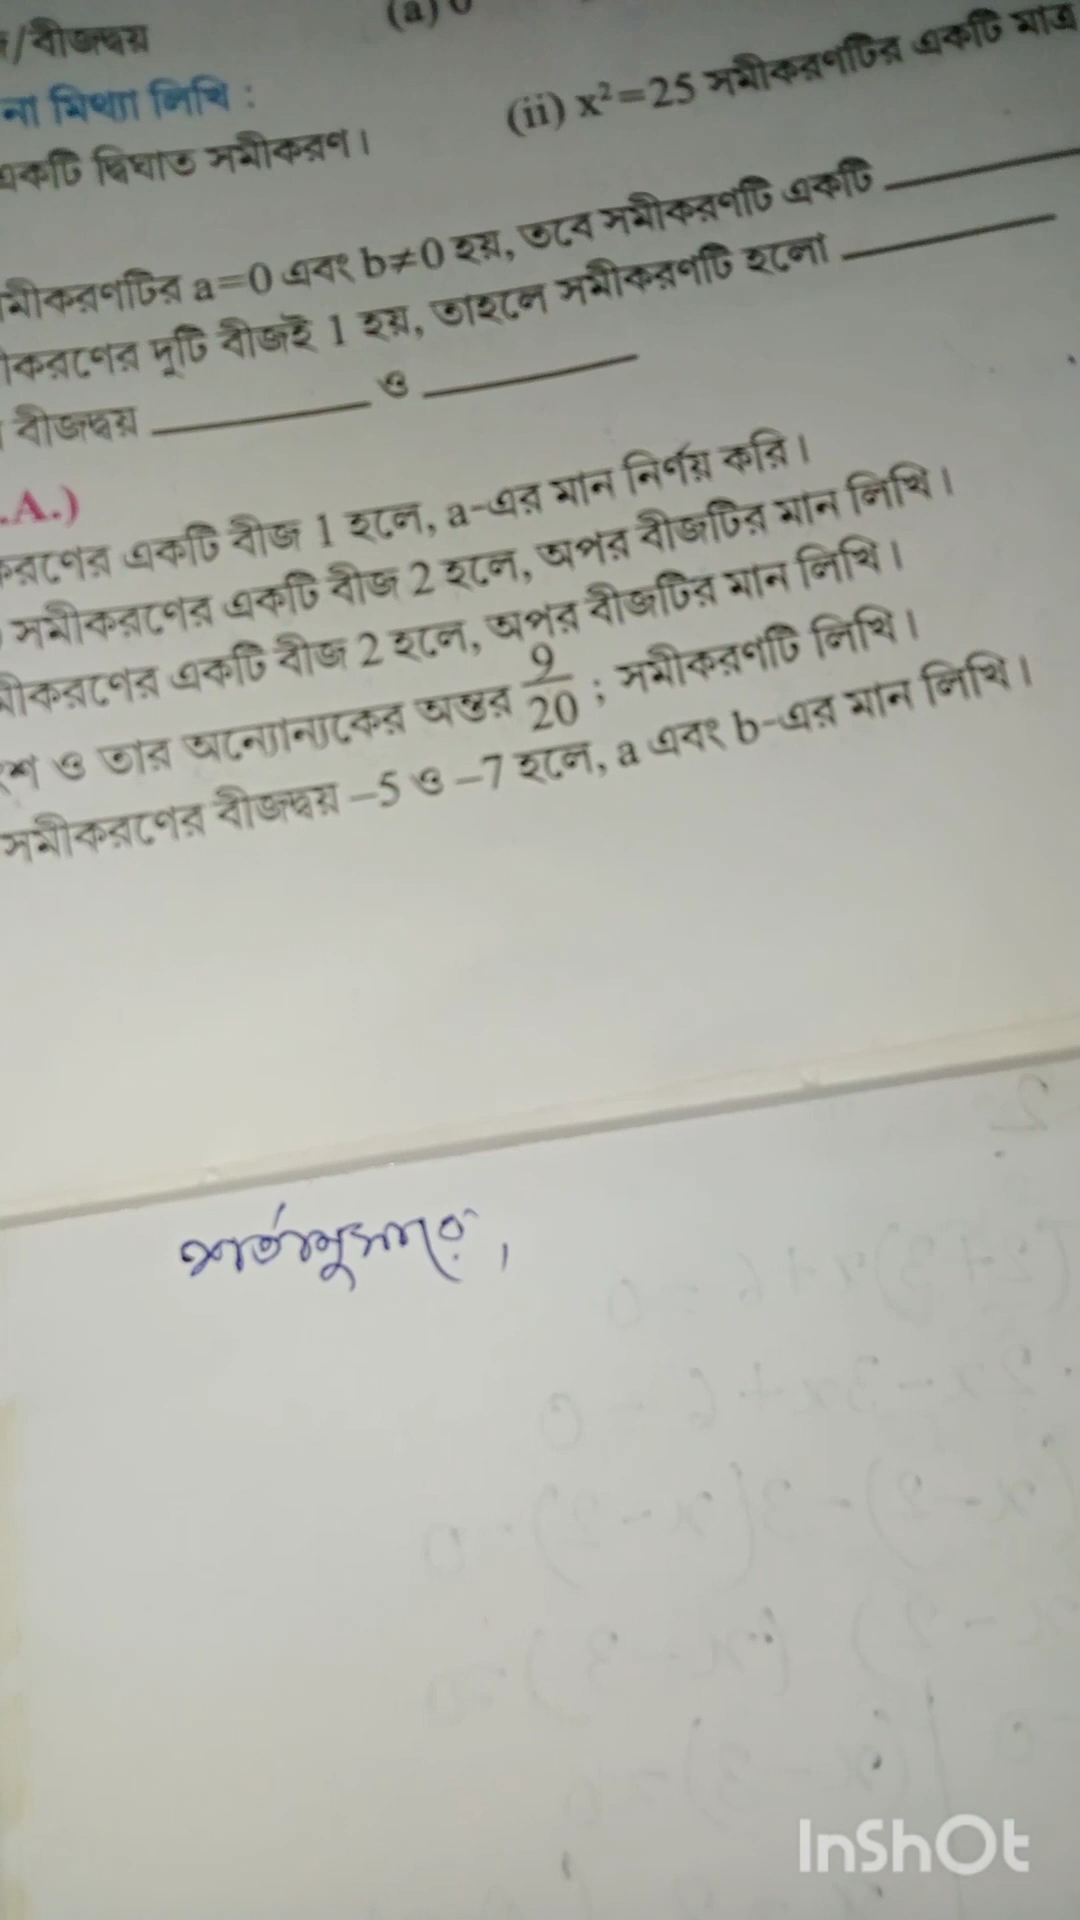 /বীজদ্বয়
(a) 0
না মিথ্যা লিখি :
একটি দ্বিঘাত সমীকরণ।
(ii) x²=25 সমীকরণটির একটি মাত্র
সমীকরণটির a=0 এবং b≠0 হয়, তবে সমীকরণটি একটি
করণের দুটি বীজই 1 হয়, তাহলে সমীকরণটি হলো
বীজদ্বয় ও
.A.)
করণের একটি বীজ 1 হলে, a-এর মান নির্ণয় করি।
সমীকরণের একটি বীজ 2 হলে, অপর বীজটির মান লিখি।
মীকরণের একটি বীজ 2 হলে, অপর বীজটির মান লিখি।
ংশ ও তার অন্যোন্যকের অন্তর 9/20 ; সমীকরণটি লিখি।
সমীকরণের বীজদ্বয় –5 ও –7 হলে, a এবং b-এর মান লিখি।
শর্তানুসারে,
InShOt